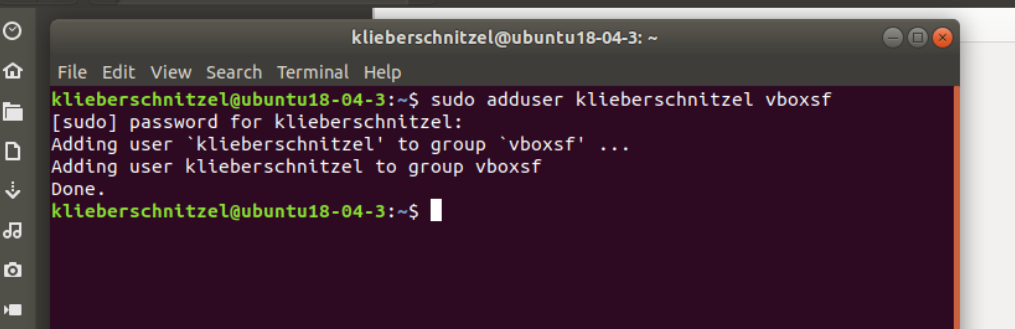 klieberschnitzel@ubuntu18-04-3: ~
File Edit View Search Terminal Help
klieberschnitzel@ubuntu18-04-3:~$ sudo adduser klieberschnitzel vboxsf
[sudo] password for klieberschnitzel:
Adding user `klieberschnitzel' to group `vboxsf' ...
Adding user klieberschnitzel to group vboxsf
Done.
klieberschnitzel@ubuntu18-04-3:~$